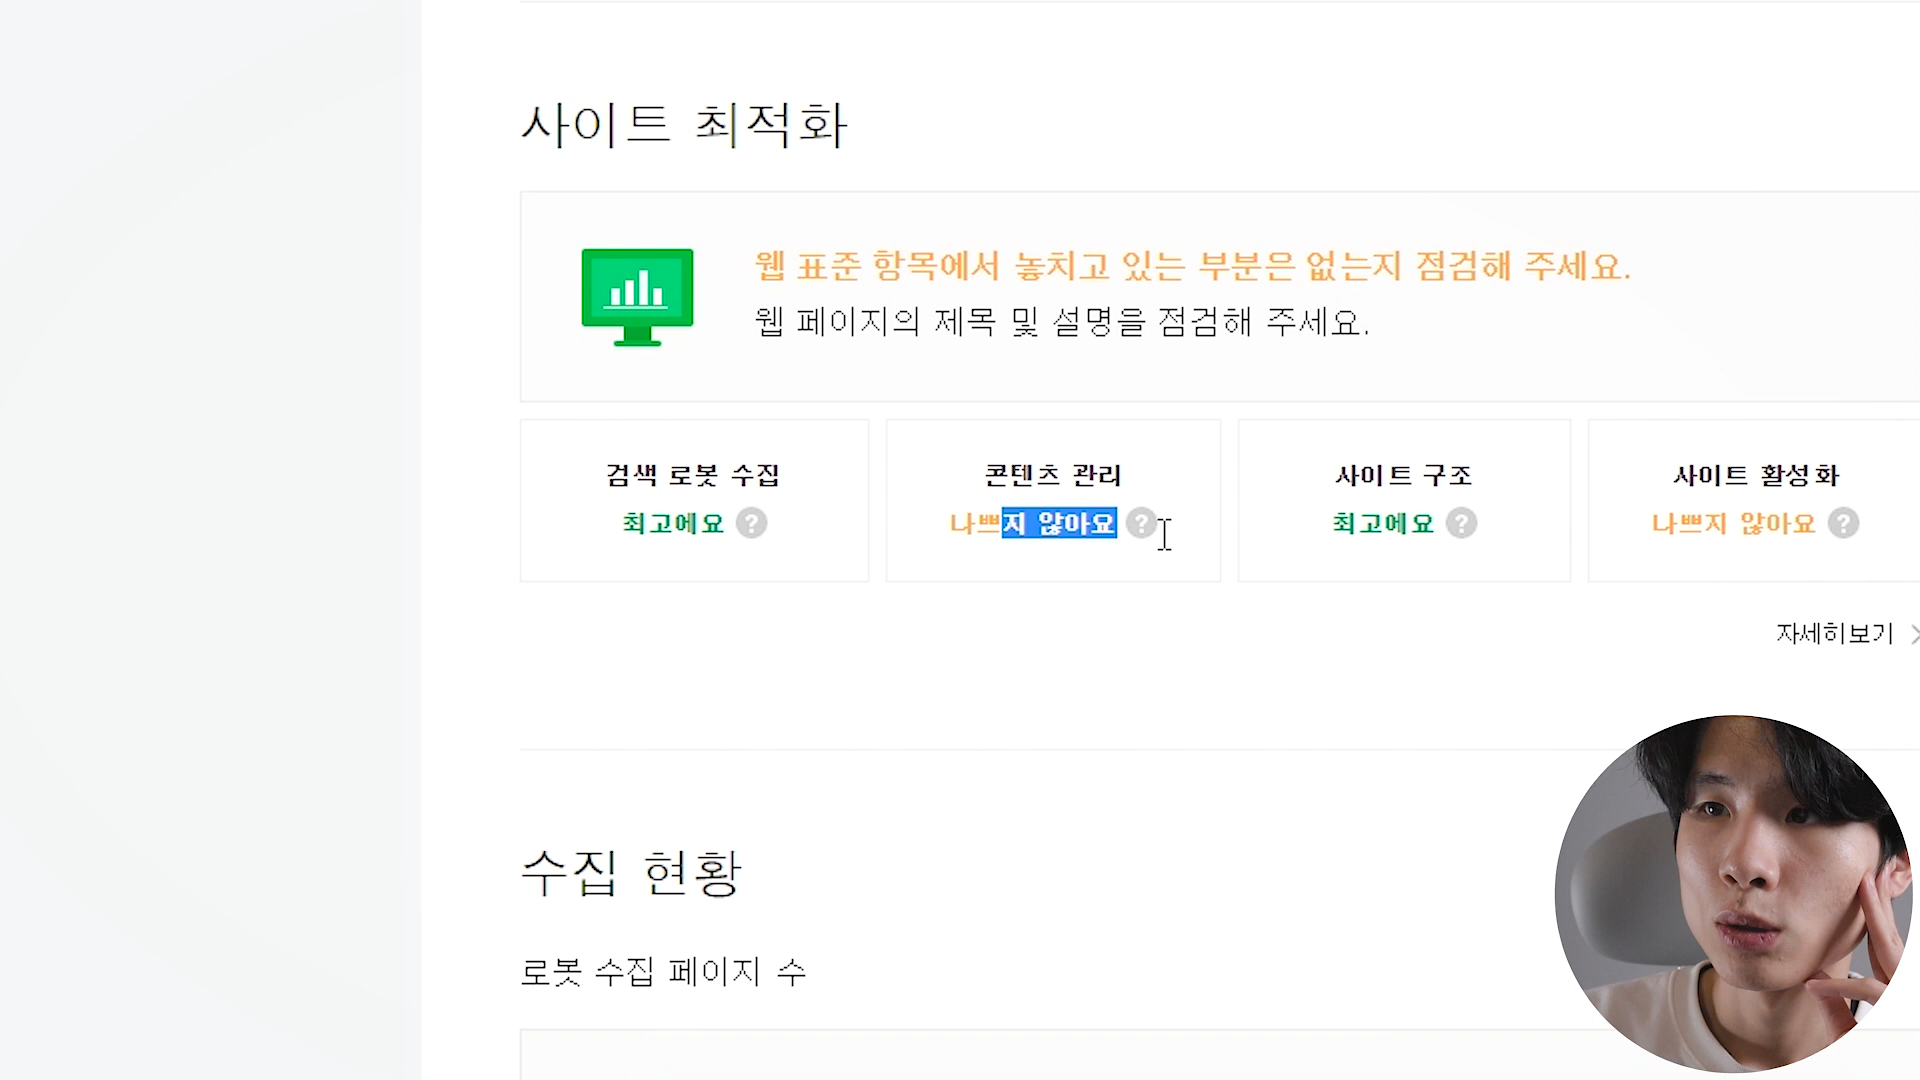 사이트 최적화
웹 표준 항목에서 놓치고 있는 부분은 없는지 점검해 주세요.
웹 페이지의 제목 및 설명을 점검해 주세요.
검색 로봇 수집
최고에요 ?
콘텐츠 관리
나쁘지 않아요 ?
사이트 구조
최고에요 ?
사이트 활성화
나쁘지 않아요 ?
자세히보기
수집 현황
로봇 수집 페이지 수